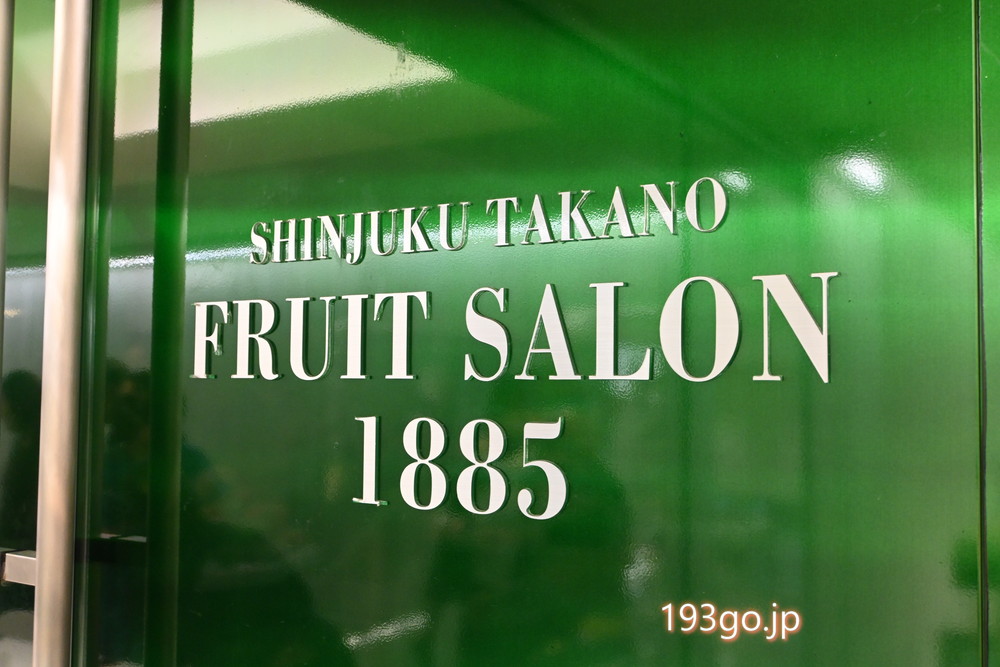 SHINJUKU TAKANO
FRUIT SALON
1885
193go.jp